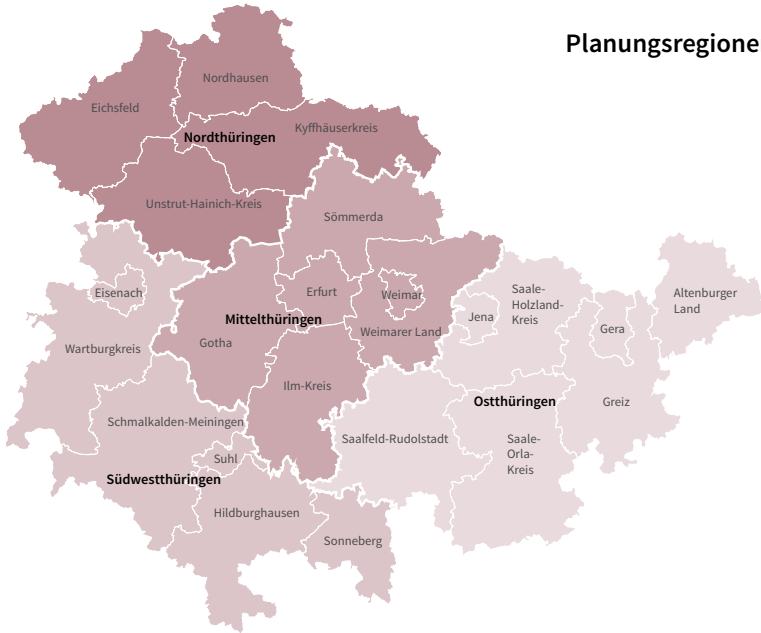 Planungsregione
Nordhausen
Eichsfeld
Kyffhäuserkreis
Nordthüringen
Unstrut-Hainich-Kreis
Sömmerda
Eisenach
Erfurt
Weimar
Saale-
Holzland-
Kreis
Altenburger
Land
Jena
Gera
Mittelthüringen
Weimarer Land
Gotha
Wartburgkreis
Ilm-Kreis
Ostthüringen
Greiz
Schmalkalden-Meiningen
Saalfeld-Rudolstadt
Saale-
Orla-
Kreis
Suhl
Südwestthüringen
Hildburghausen
Sonneberg